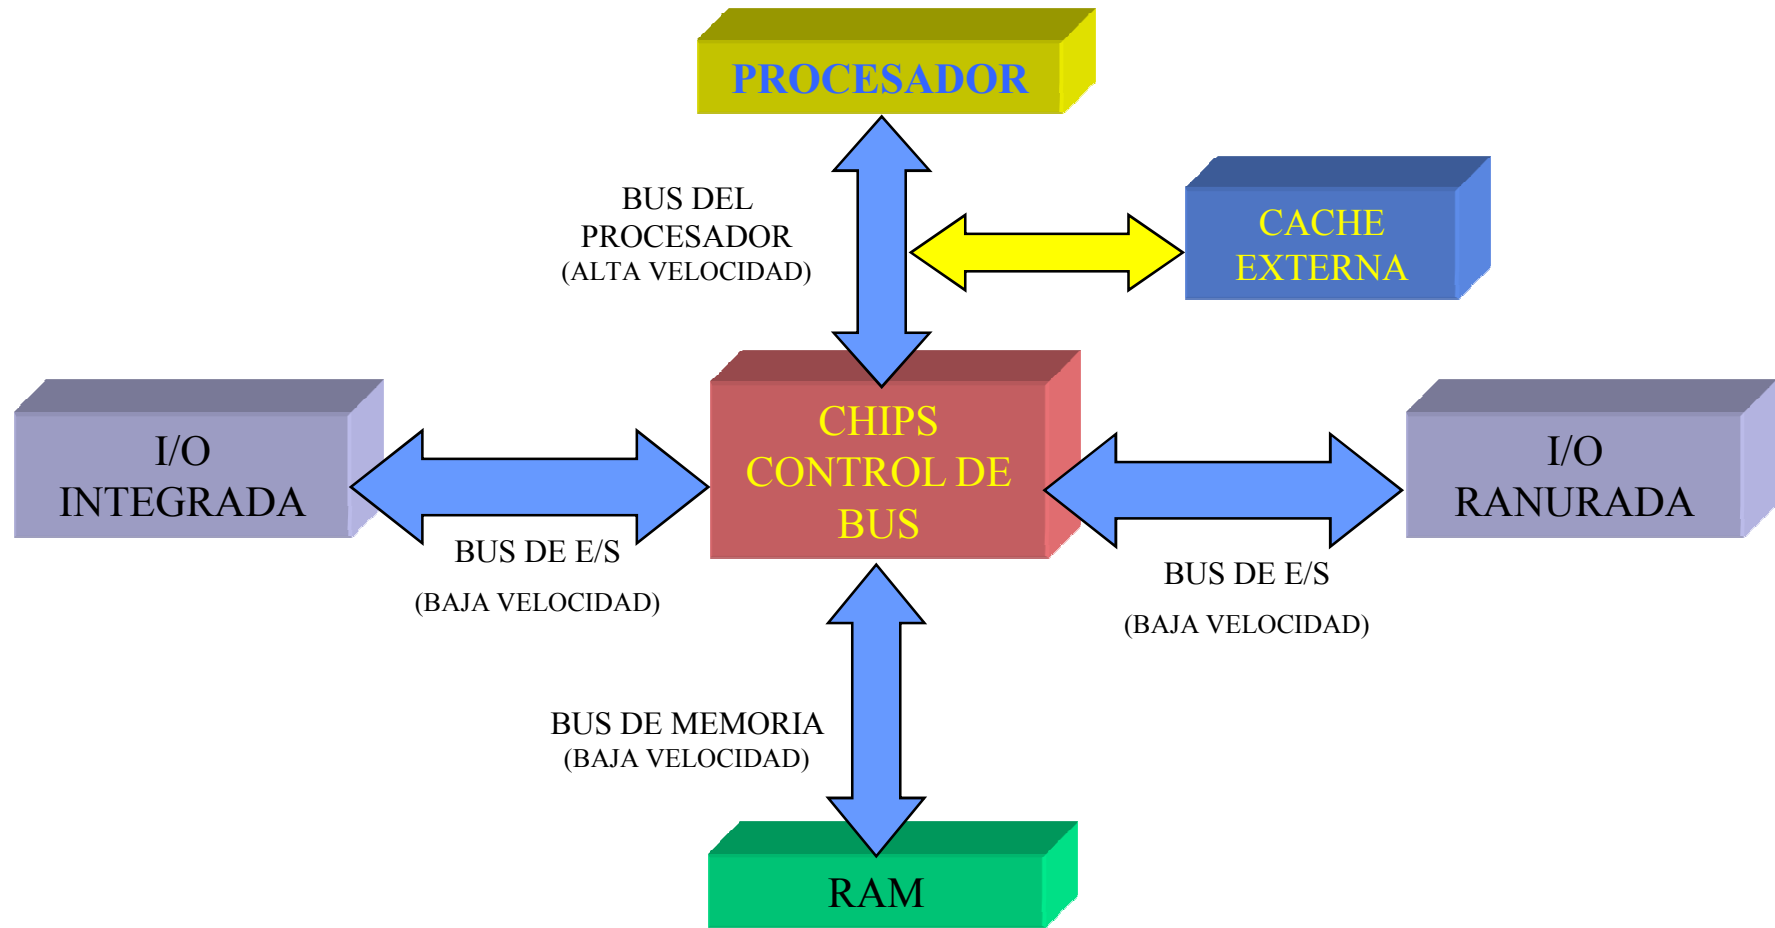 PROCESADOR
BUS DEL
PROCESADOR
(ALTA VELOCIDAD)
CACHE
EXTERNA
I/O
INTEGRADA
CHIPS
CONTROL DE
BUS
I/O
RANURADA
BUS DE E/S
(BAJA VELOCIDAD)
BUS DE E/S
(BAJA VELOCIDAD)
BUS DE MEMORIA
(BAJA VELOCIDAD)
RAM